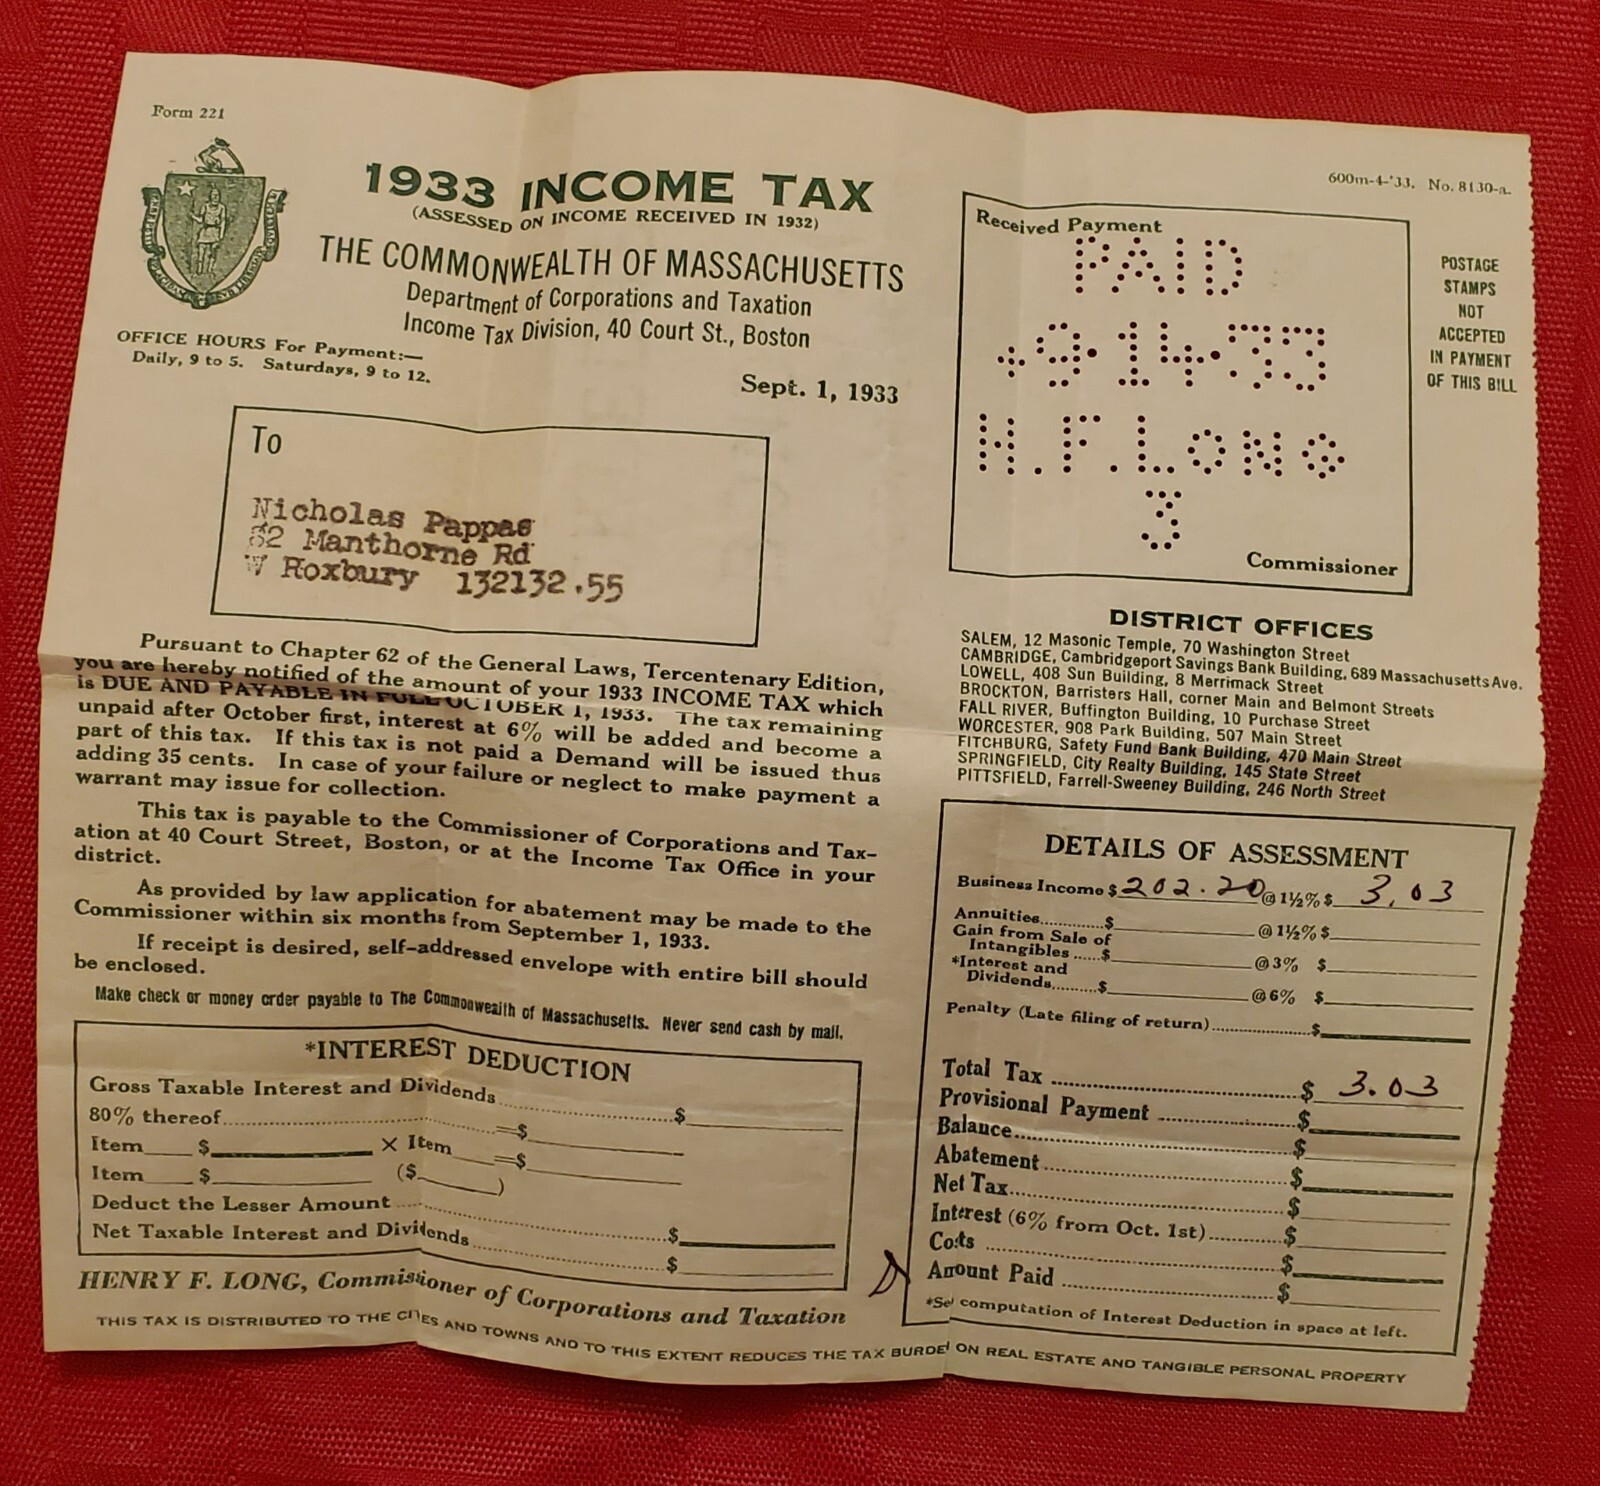 Form 221
1933 INCOME TAX
(ASSESSED ON INCOME RECEIVED IN 1932)
THE COMMONWEALTH OF MASSACHUSETTS
Department of Corporations and Taxation
Income Tax Division, 40 Court St., Boston
OFFICE HOURS For Payment:—
Daily, 9 to 5. Saturdays, 9 to 12.
Sept. 1, 1933
600m-4-'33. No. 8130-a.
Received Payment
PAID
9·14·33
H.F.LONG
3
Commissioner
POSTAGE
STAMPS
NOT
ACCEPTED
IN PAYMENT
OF THIS BILL
To
Nicholas Pappas
82 Manthorne Rd
W Roxbury 132132.55
Pursuant to Chapter 62 of the General Laws, Tercentenary Edition,
you are hereby notified of the amount of your 1933 INCOME TAX which
is DUE AND PAYABLE IN FULL OCTOBER 1, 1933. The tax remaining
unpaid after October first, interest at 6% will be added and become a
part of this tax. If this tax is not paid a Demand will be issued thus
adding 35 cents. In case of your failure or neglect to make payment a
warrant may issue for collection.
This tax is payable to the Commissioner of Corporations and Tax-
ation at 40 Court Street, Boston, or at the Income Tax Office in your
district.
As provided by law application for abatement may be made to the
Commissioner within six months from September 1, 1933.
If receipt is desired, self-addressed envelope with entire bill should
be enclosed.
Make check or money order payable to The Commonwealth of Massachusetts. Never send cash by mail.
DISTRICT OFFICES
SALEM, 12 Masonic Temple, 70 Washington Street
CAMBRIDGE, Cambridgeport Savings Bank Building, 689 Massachusetts Ave.
LOWELL, 408 Sun Building, 8 Merrimack Street
BROCKTON, Barristers Hall, corner Main and Belmont Streets
FALL RIVER, Buffington Building, 10 Purchase Street
WORCESTER, 908 Park Building, 507 Main Street
FITCHBURG, Safety Fund Bank Building, 470 Main Street
SPRINGFIELD, City Realty Building, 145 State Street
PITTSFIELD, Farrell-Sweeney Building, 246 North Street
DETAILS OF ASSESSMENT
Business Income $ 202.20 @ 1½% $ 3.03
Annuities..........$ @ 1½% $
Gain from Sale of
Intangibles .....$ @ 3% $
*Interest and
Dividends.........$ @ 6% $
Penalty (Late filing of return)....................$
Total Tax ....................$ 3.03
Provisional Payment ....................$
Balance....................$
Abatement....................$
Net Tax....................$
Interest (6% from Oct. 1st)..........$
Costs ....................$
Amount Paid ....................$
*See computation of Interest Deduction in space at left.
*INTEREST DEDUCTION
Gross Taxable Interest and Dividends....................$
80% thereof....................=$
Item____ $ × Item____=$
Item____ $ ($ )
Deduct the Lesser Amount ....................$
Net Taxable Interest and Dividends....................$
HENRY F. LONG, Commissioner of Corporations and Taxation
THIS TAX IS DISTRIBUTED TO THE CITIES AND TOWNS AND TO THIS EXTENT REDUCES THE TAX BURDEN ON REAL ESTATE AND TANGIBLE PERSONAL PROPERTY